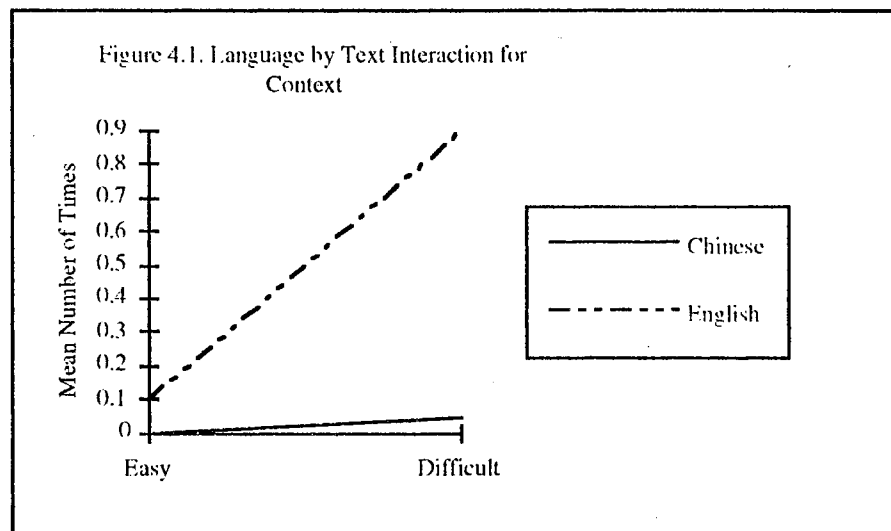 Figure 4.1. Language by Text Interaction for
Context
Mean Number of Times
0.9
0.8
0.7
0.6
0.5
0.4
0.3
0.2
0.1
0
Easy
Difficult
Chinese
English